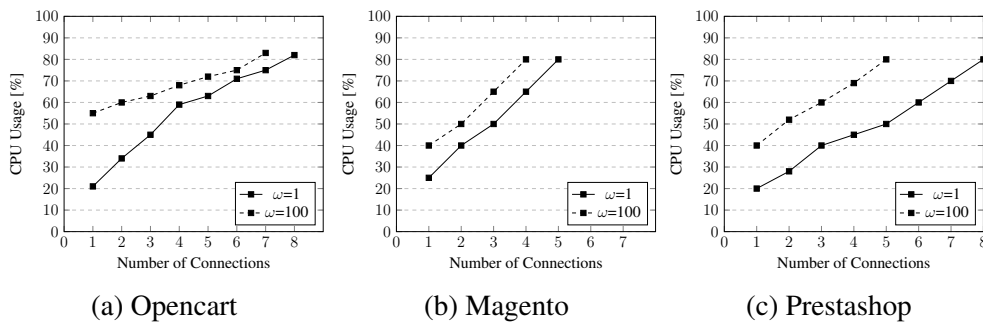 100
90
80
70
60
50
40
30
20
10
0
CPU Usage [%]
0 1 2 3 4 5 6 7 8
Number of Connections
ω=1
ω=100
(a) Opencart
100
90
80
70
60
50
40
30
20
10
0
CPU Usage [%]
0 1 2 3 4 5 6 7
Number of Connections
ω=1
ω=100
(b) Magento
100
90
80
70
60
50
40
30
20
10
0
CPU Usage [%]
0 1 2 3 4 5 6 7 8
Number of Connections
ω=1
ω=100
(c) Prestashop